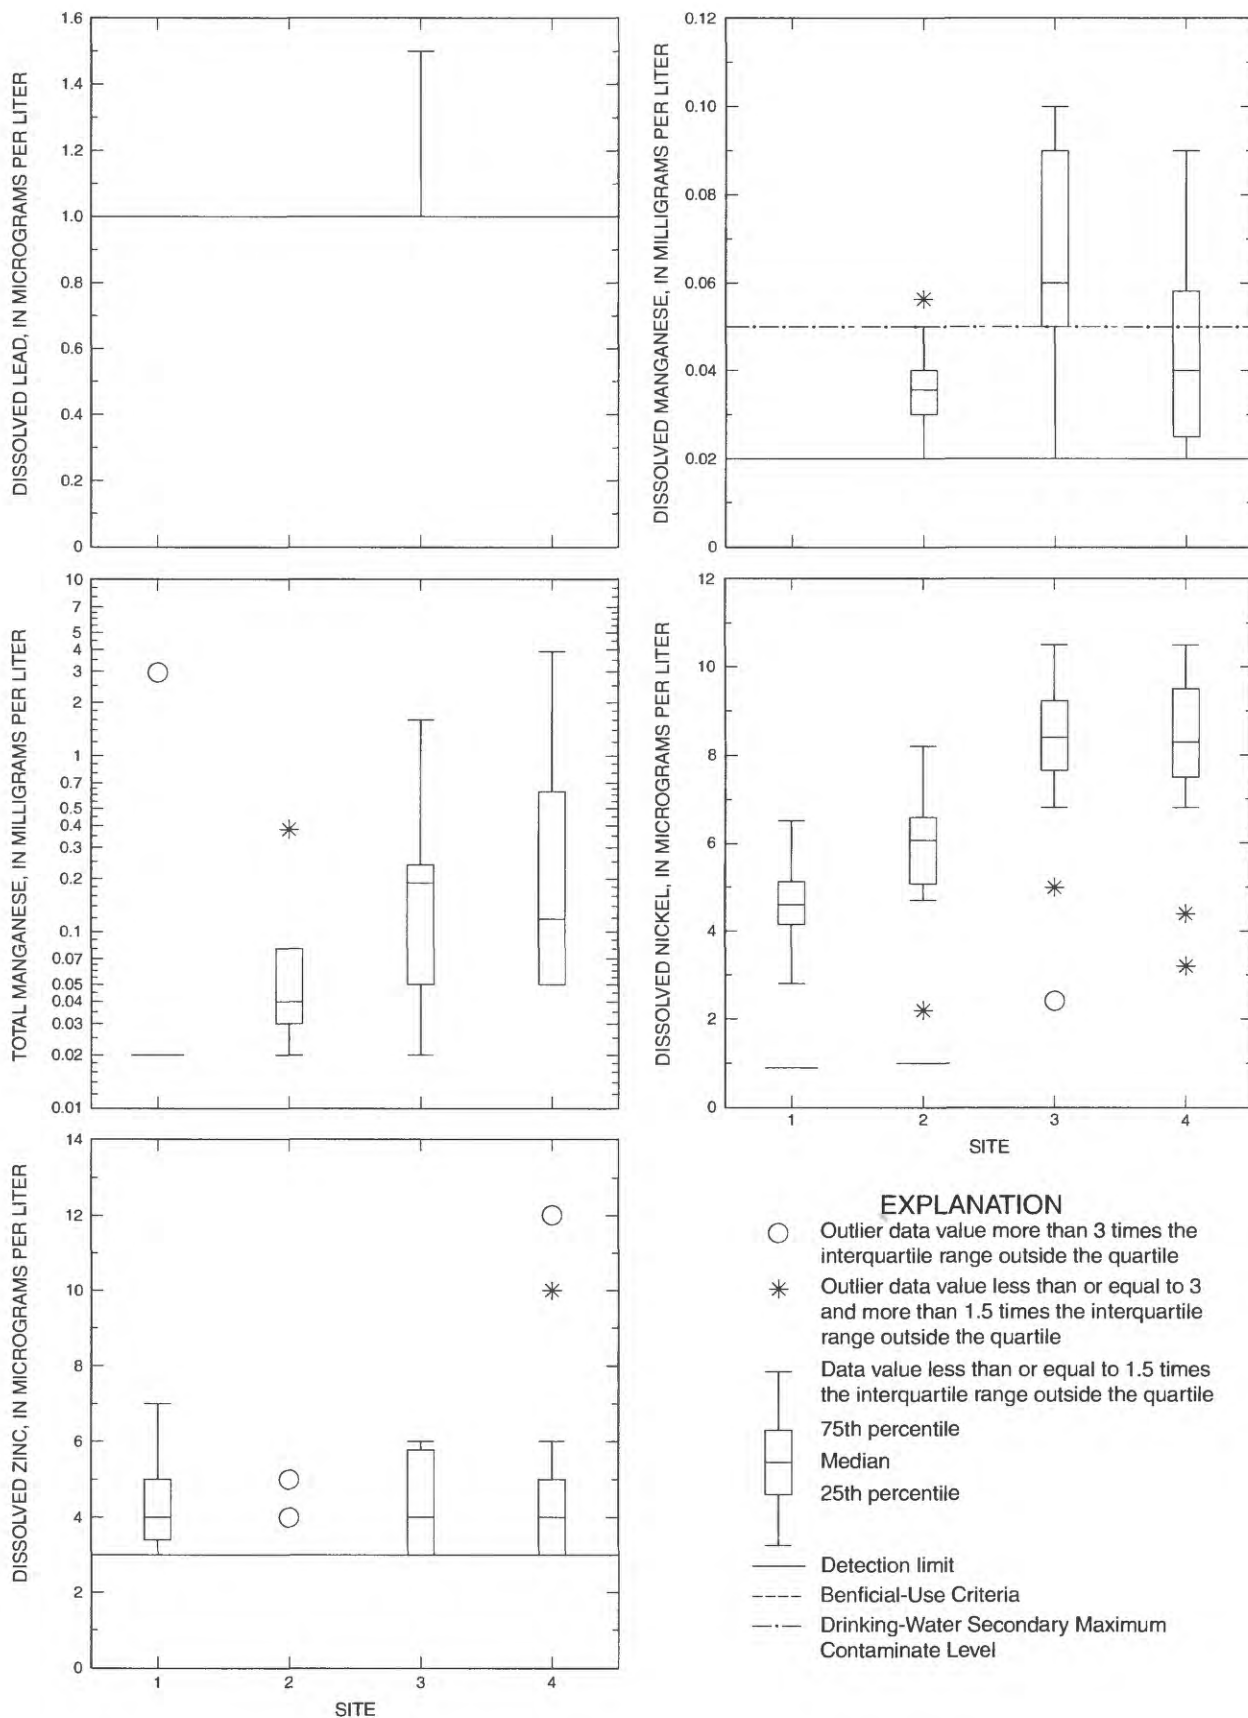 DISSOLVED LEAD, IN MICROGRAMS PER LITER
1.6
1.4
1.2
1.0
0.8
0.6
0.4
0.2
0
DISSOLVED MANGANESE, IN MILLIGRAMS PER LITER
0.12
0.10
0.08
0.06
0.04
0.02
0
TOTAL MANGANESE, IN MILLIGRAMS PER LITER
10
7
5
4
3
2
1
0.7
0.5
0.4
0.3
0.2
0.1
0.07
0.05
0.04
0.03
0.02
0.01
DISSOLVED NICKEL, IN MICROGRAMS PER LITER
12
10
8
6
4
2
0
1 2 3 4
SITE
DISSOLVED ZINC, IN MICROGRAMS PER LITER
14
12
10
8
6
4
2
0
1 2 3 4
SITE
EXPLANATION
Outlier data value more than 3 times the
interquartile range outside the quartile
Outlier data value less than or equal to 3
and more than 1.5 times the interquartile
range outside the quartile
Data value less than or equal to 1.5 times
the interquartile range outside the quartile
75th percentile
Median
25th percentile
Detection limit
Benficial-Use Criteria
Drinking-Water Secondary Maximum
Contaminate Level